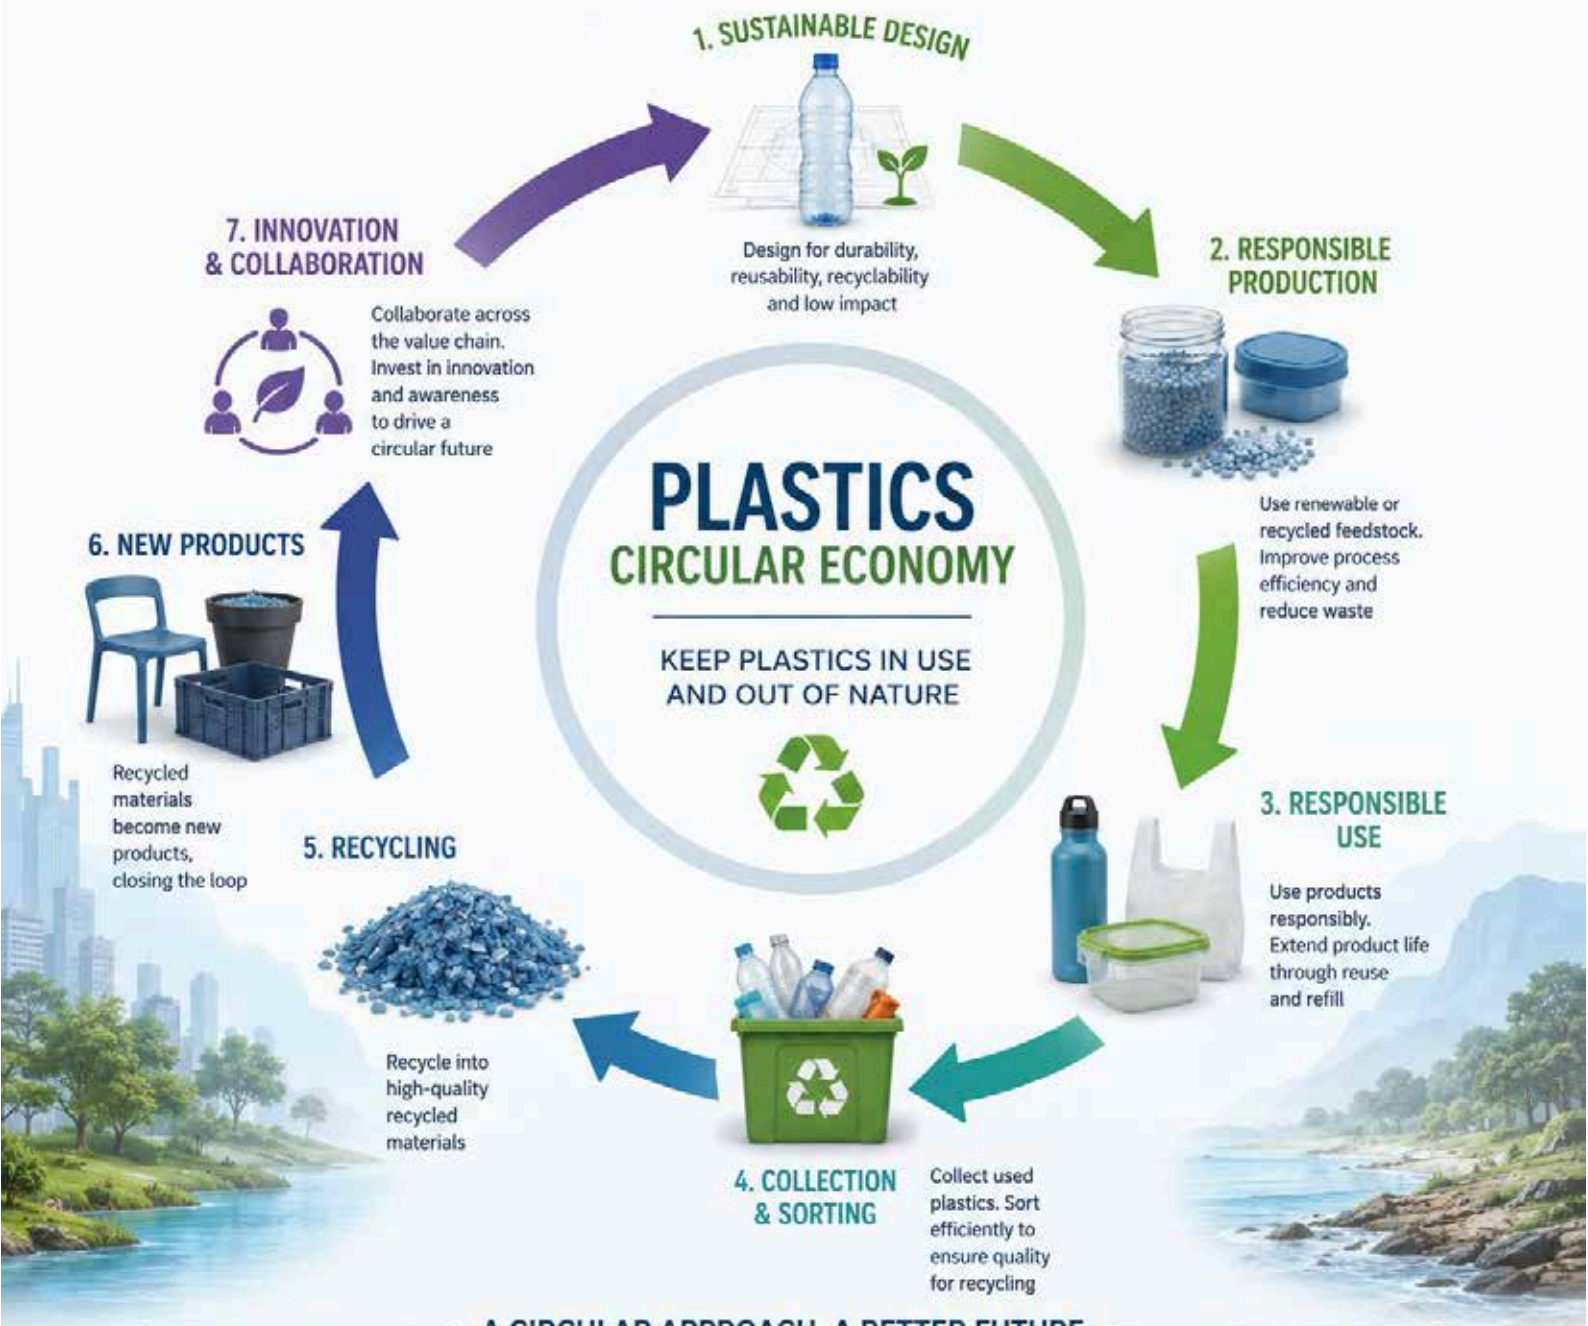 1. SUSTAINABLE DESIGN
Design for durability,
reusability, recyclability
and low impact
2. RESPONSIBLE
PRODUCTION
Use renewable or
recycled feedstock.
Improve process
efficiency and
reduce waste
3. RESPONSIBLE
USE
Use products
responsibly.
Extend product life
through reuse
and refill
4. COLLECTION
& SORTING
Collect used
plastics. Sort
efficiently to
ensure quality
for recycling
5. RECYCLING
Recycle into
high-quality
recycled
materials
6. NEW PRODUCTS
Recycled
materials
become new
products,
closing the loop
7. INNOVATION
& COLLABORATION
Collaborate across
the value chain.
Invest in innovation
and awareness
to drive a
circular future
PLASTICS
CIRCULAR ECONOMY
KEEP PLASTICS IN USE
AND OUT OF NATURE
A CIRCULAR APPROACH. A BETTER FUTURE